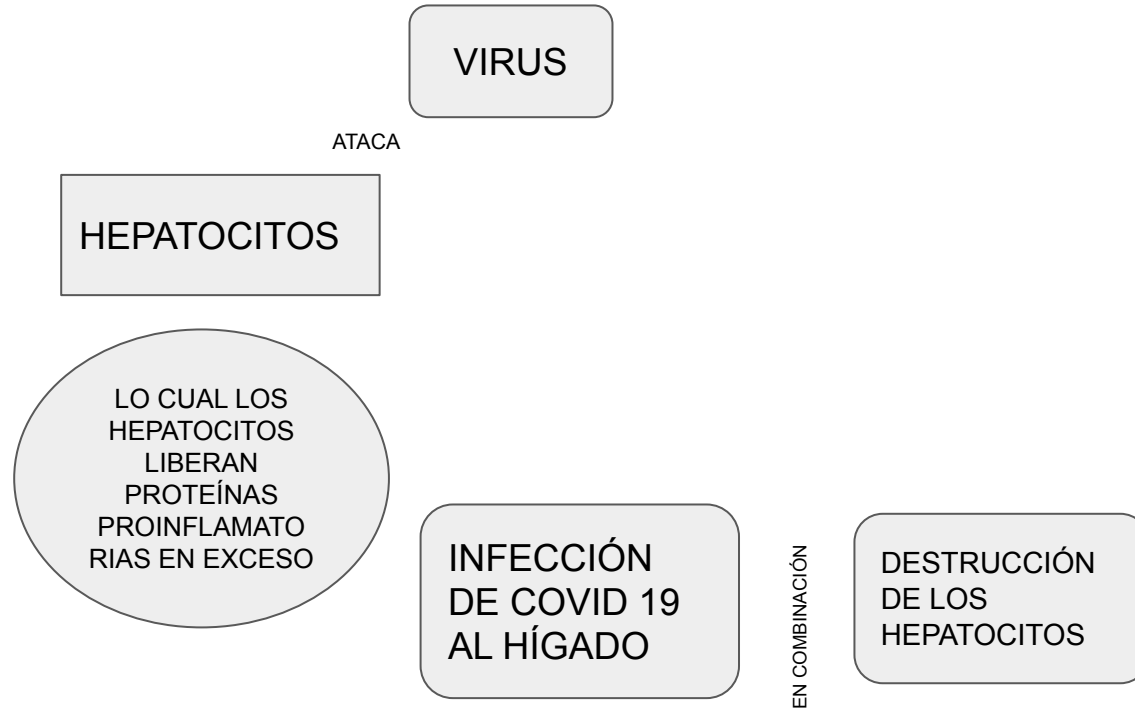 VIRUS
ATACA
HEPATOCITOS
LO CUAL LOS
HEPATOCITOS
LIBERAN
PROTEÍNAS
PROINFLAMATO
RIAS EN EXCESO
INFECCIÓN
DE COVID 19
AL HÍGADO
EN COMBINACIÓN
DESTRUCCIÓN
DE LOS
HEPATOCITOS